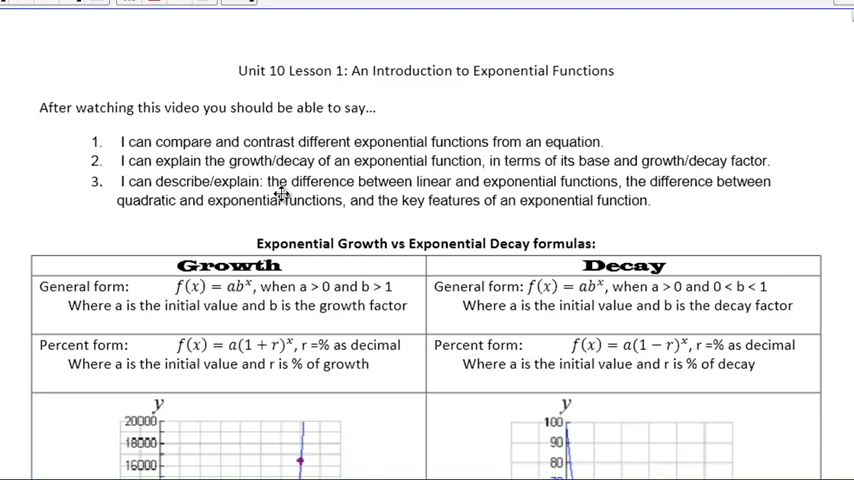 Unit 10 Lesson 1: An Introduction to Exponential Functions
After watching this video you should be able to say...
1. I can compare and contrast different exponential functions from an equation.
2. I can explain the growth/decay of an exponential function, in terms of its base and growth/decay factor.
3. I can describe/explain: the difference between linear and exponential functions, the difference between
quadratic and exponential functions, and the key features of an exponential function.
Exponential Growth vs Exponential Decay formulas:
Growth
General form: f(x) = abˣ, when a > 0 and b > 1
Where a is the initial value and b is the growth factor
Decay
General form: f(x) = abˣ, when a > 0 and 0 < b < 1
Where a is the initial value and b is the decay factor
Percent form: f(x) = a(1 + r)ˣ, r =% as decimal
Where a is the initial value and r is % of growth
Percent form: f(x) = a(1 − r)ˣ, r =% as decimal
Where a is the initial value and r is % of decay
y
20000
18000
16000
y
100
90
80